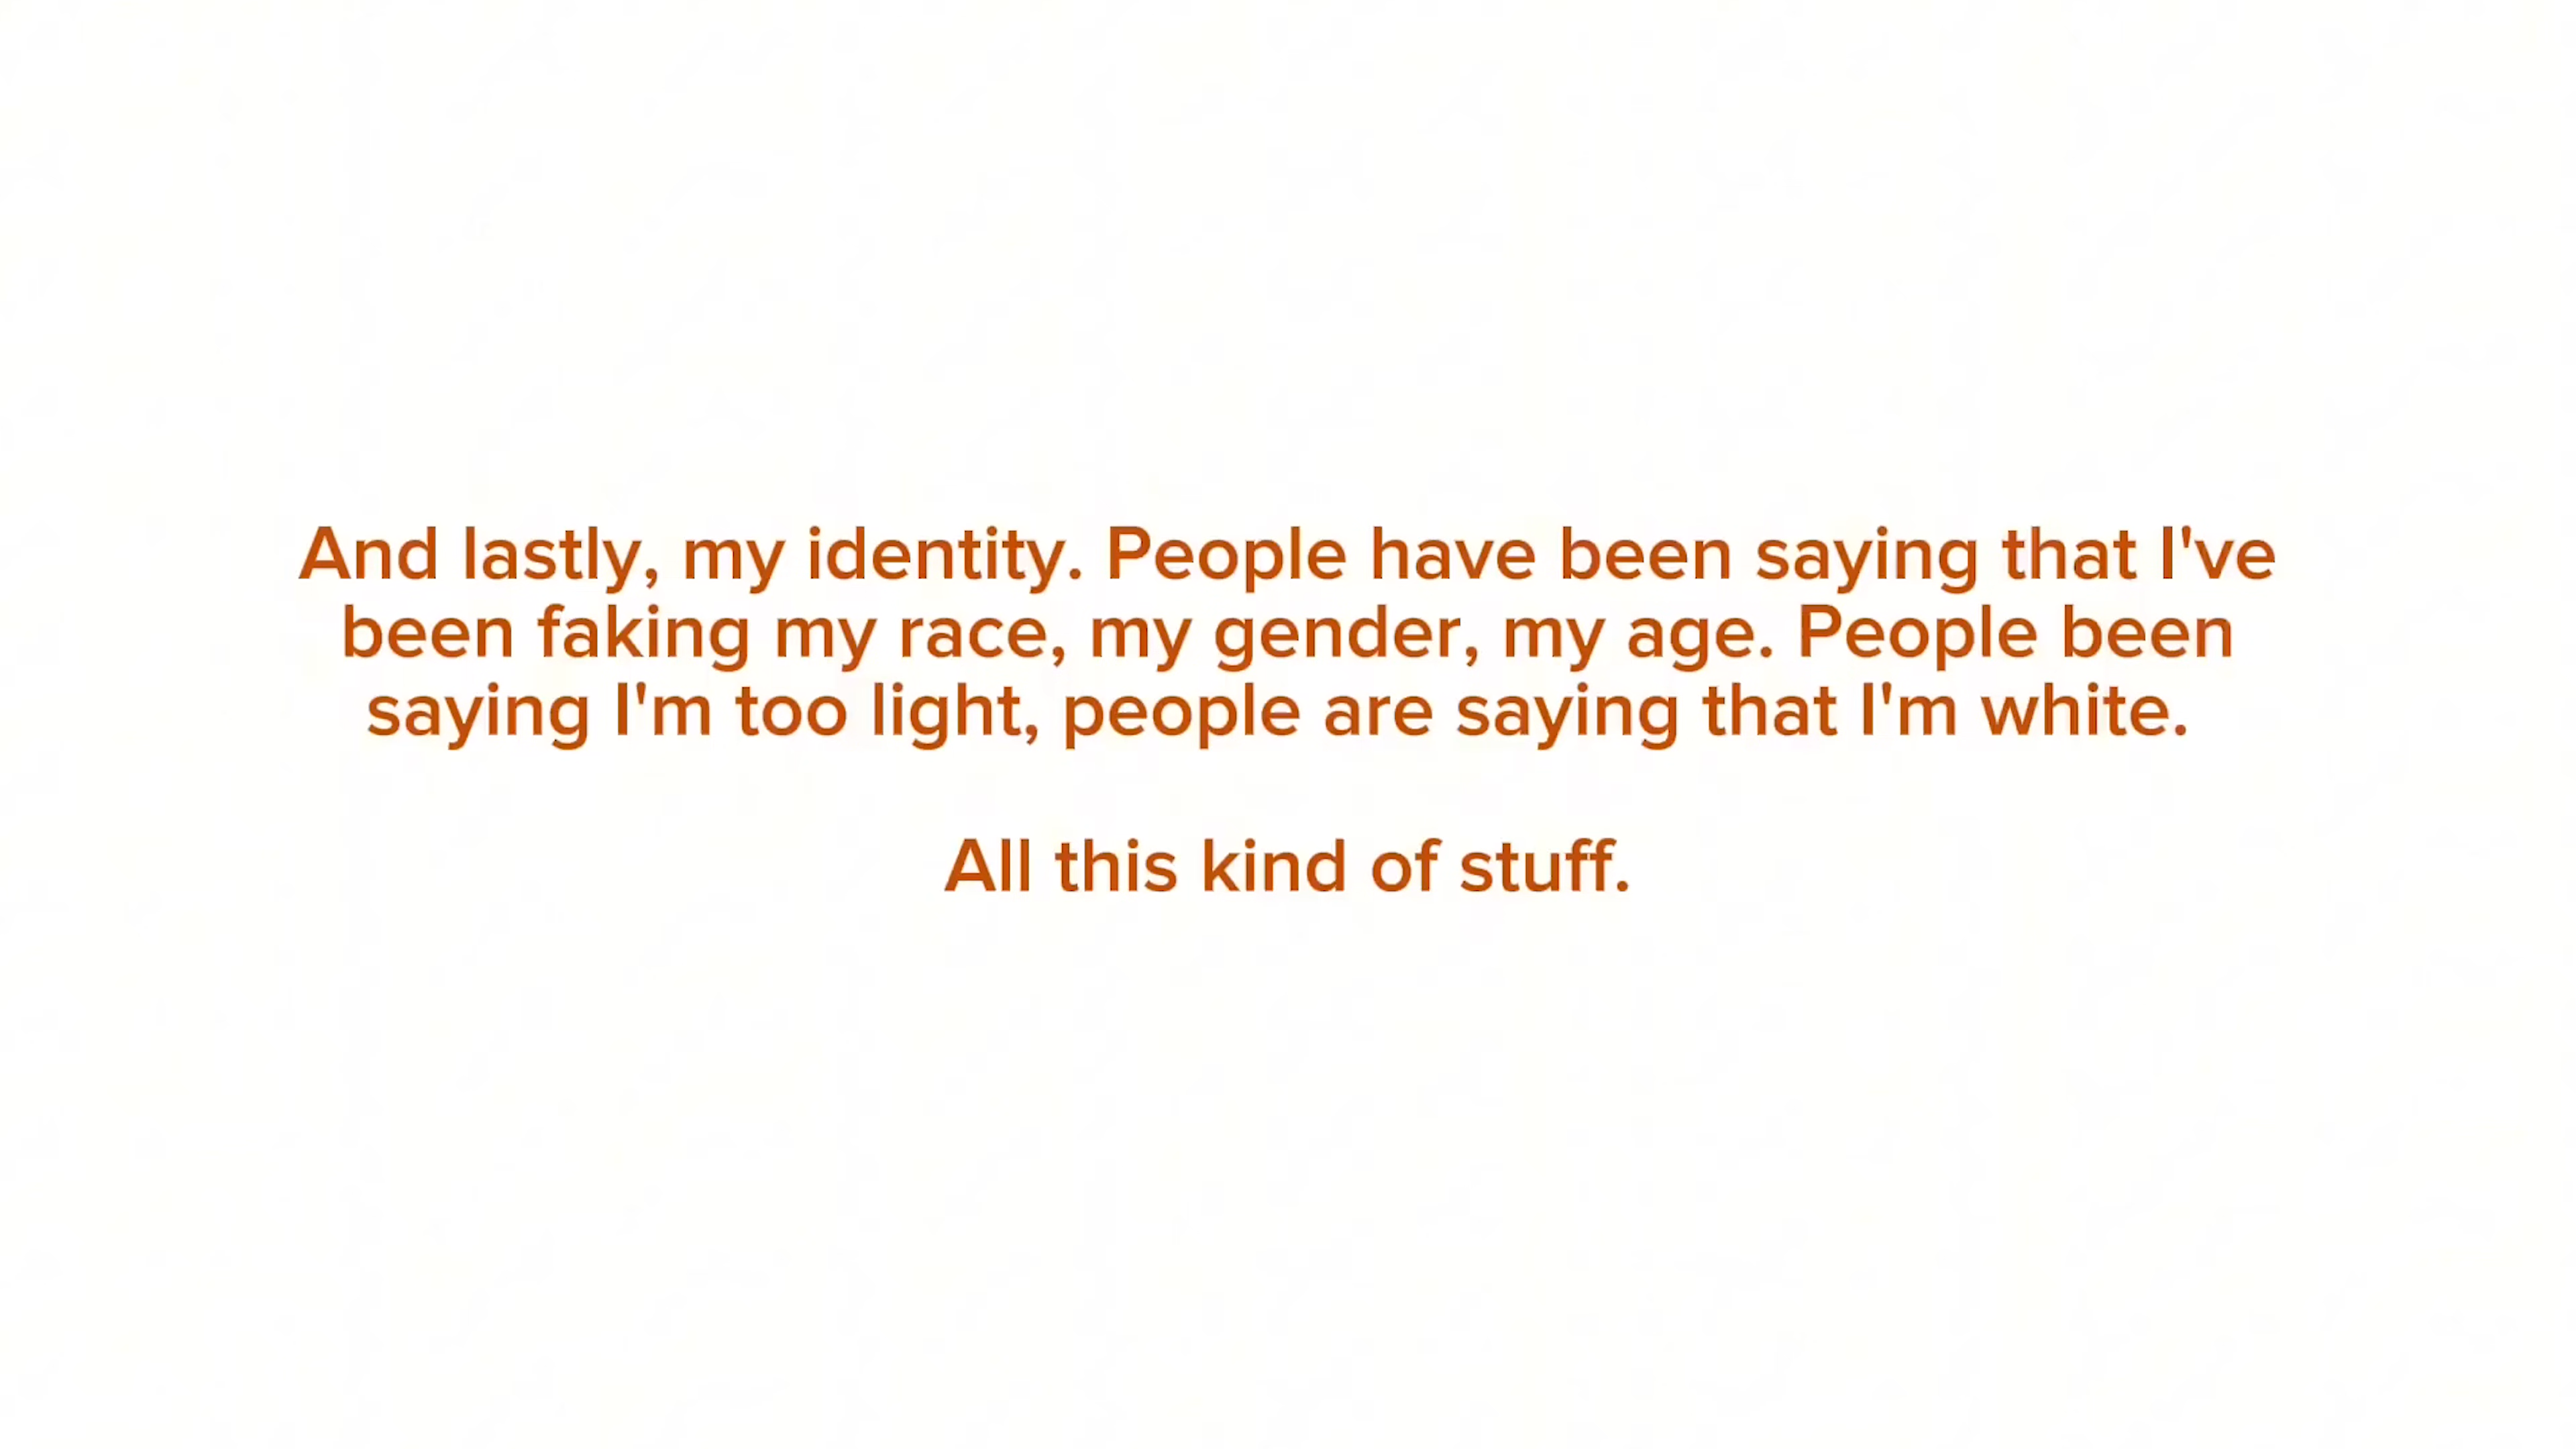 And lastly, my identity. People have been saying that I've
been faking my race, my gender, my age. People been
saying I'm too light, people are saying that I'm white.
All this kind of stuff.